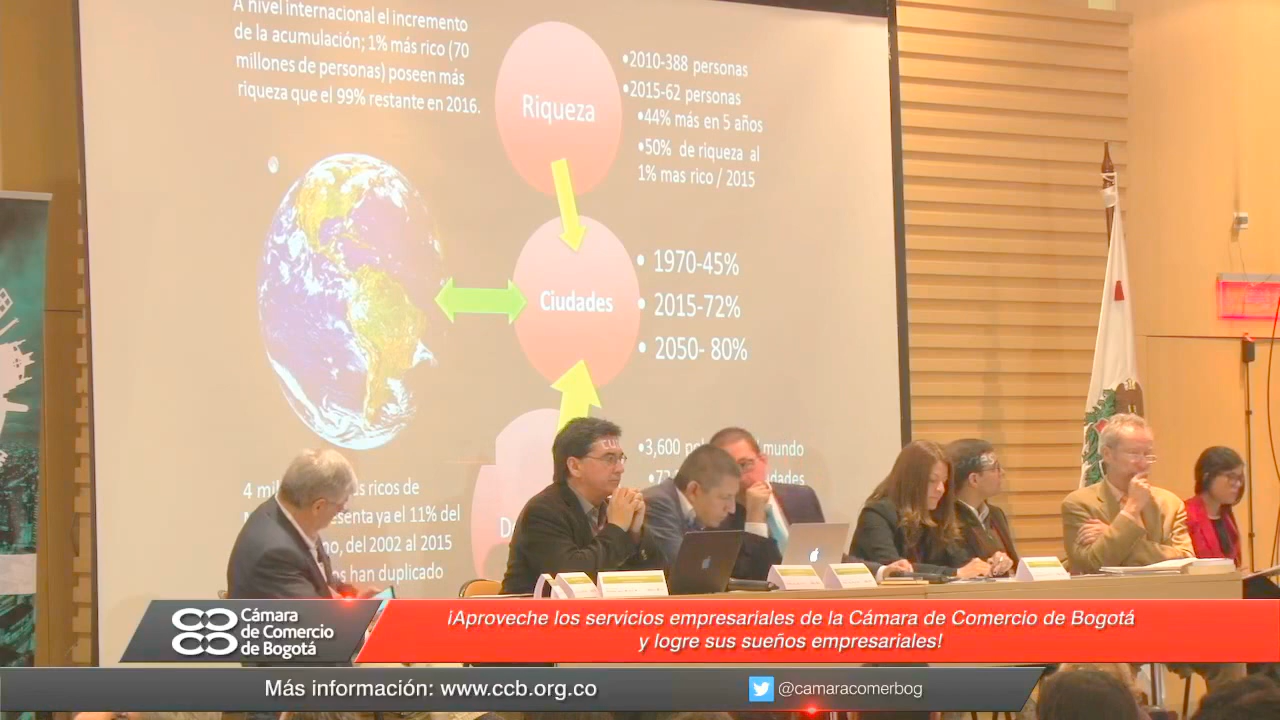 A nivel internacional el incremento
de la acumulación; 1% más rico (70
millones de personas) poseen más
riqueza que el 99% restante en 2016.
Riqueza
•2010-388 personas
•2015-62 personas
•44% más en 5 años
•50% de riqueza al
1% mas rico / 2015
Ciudades
• 1970-45%
• 2015-72%
• 2050- 80%
•3,600 mundo
4 ricos de
ya el 11% del
del 2002 al 2015
han duplicado
Cámara
de Comercio
de Bogotá
¡Aproveche los servicios empresariales de la Cámara de Comercio de Bogotá
y logre sus sueños empresariales!
Más información: www.ccb.org.co
@camaracomerbog